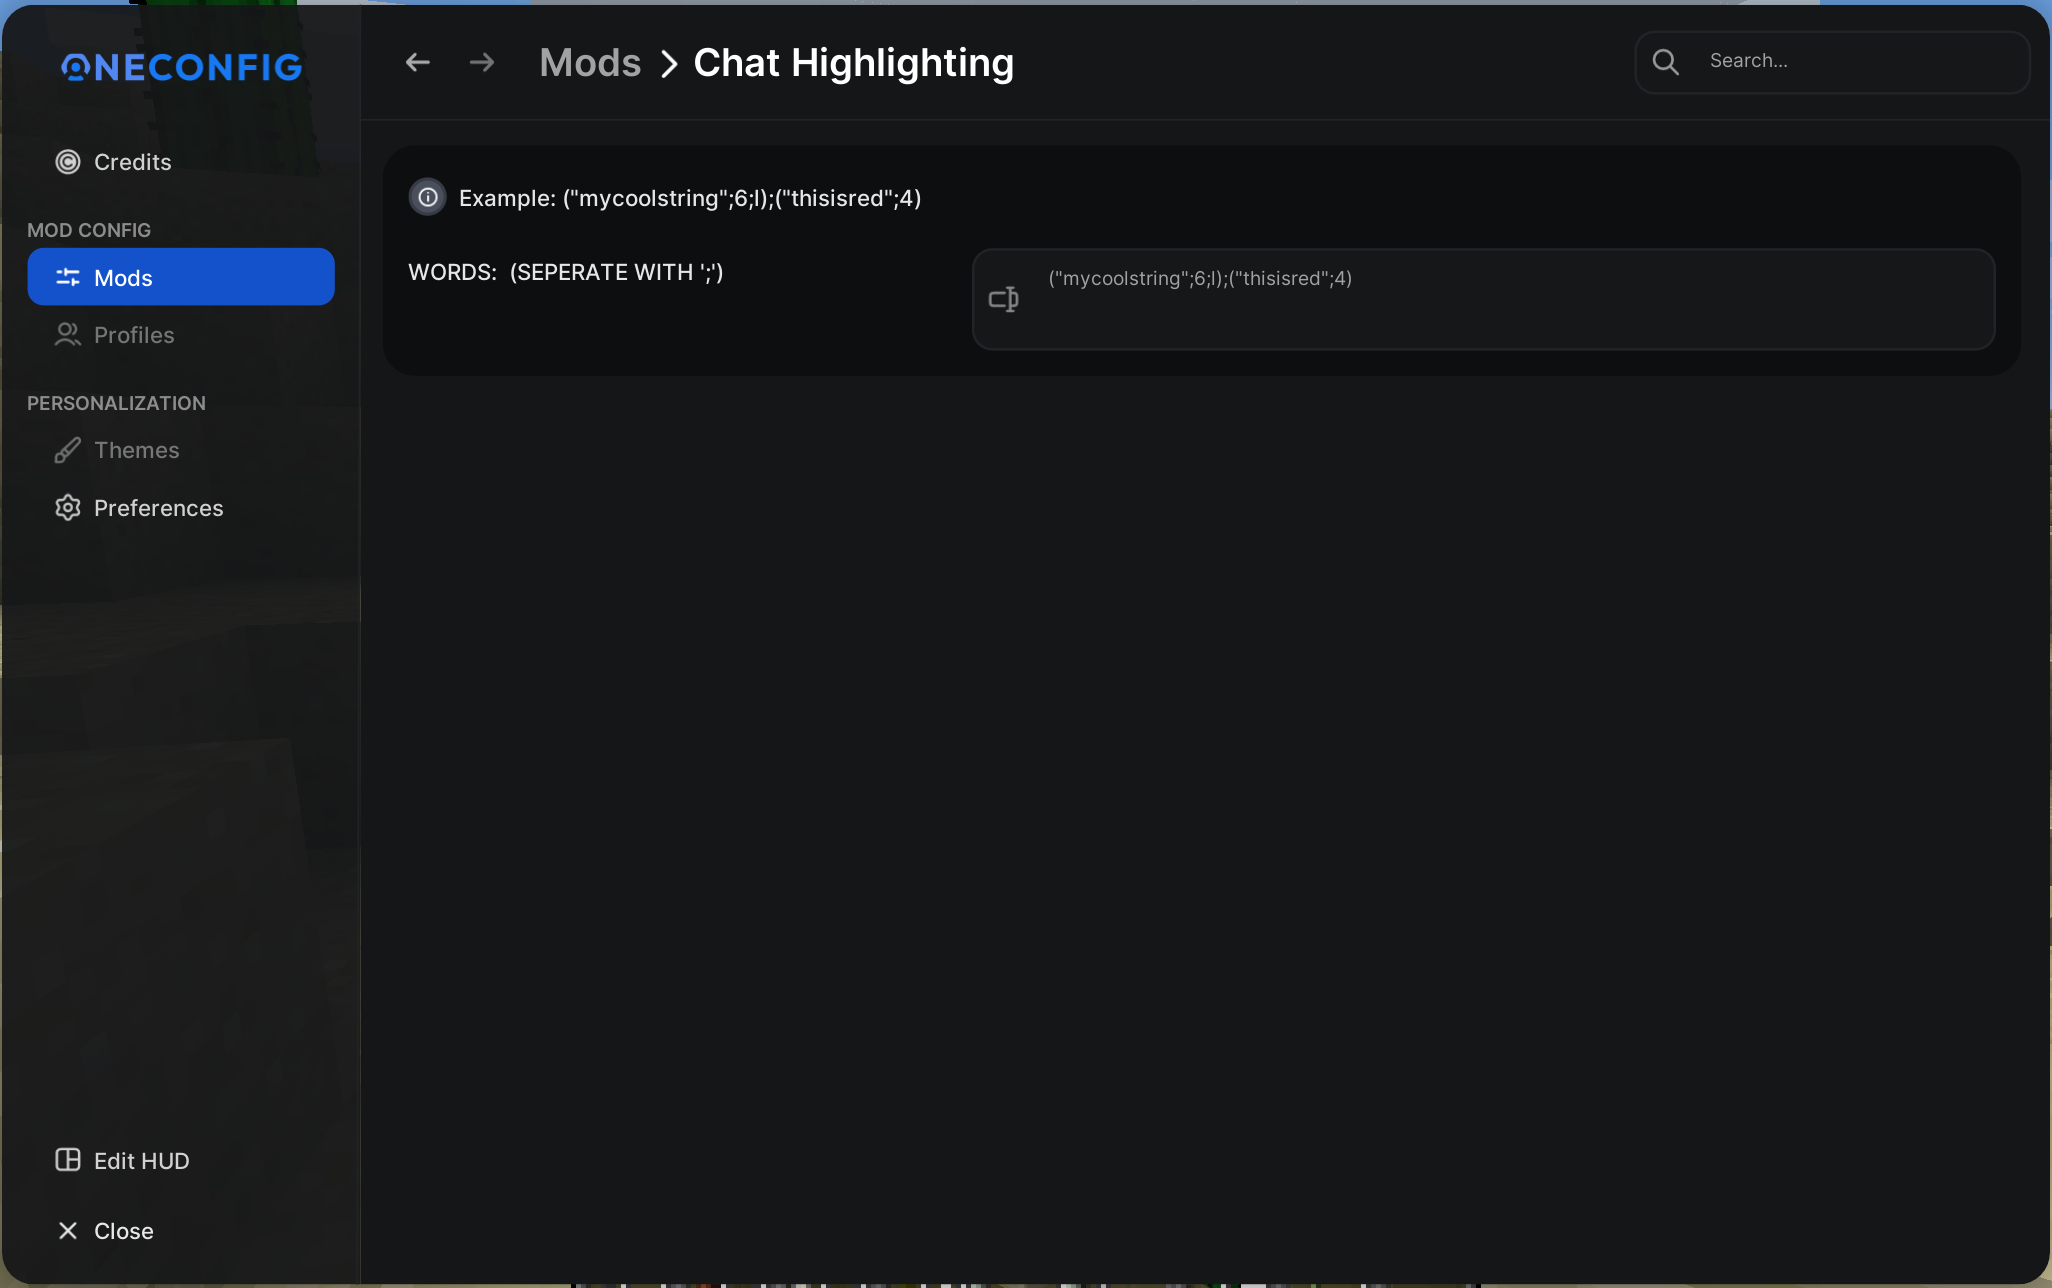 ONECONFIG
Mods > Chat Highlighting
Search...
Credits
MOD CONFIG
Mods
Profiles
PERSONALIZATION
Themes
Preferences
Edit HUD
Close
Example: ("mycoolstring";6;l);("thisisred";4)
WORDS:  (SEPERATE WITH ';')
("mycoolstring";6;l);("thisisred";4)